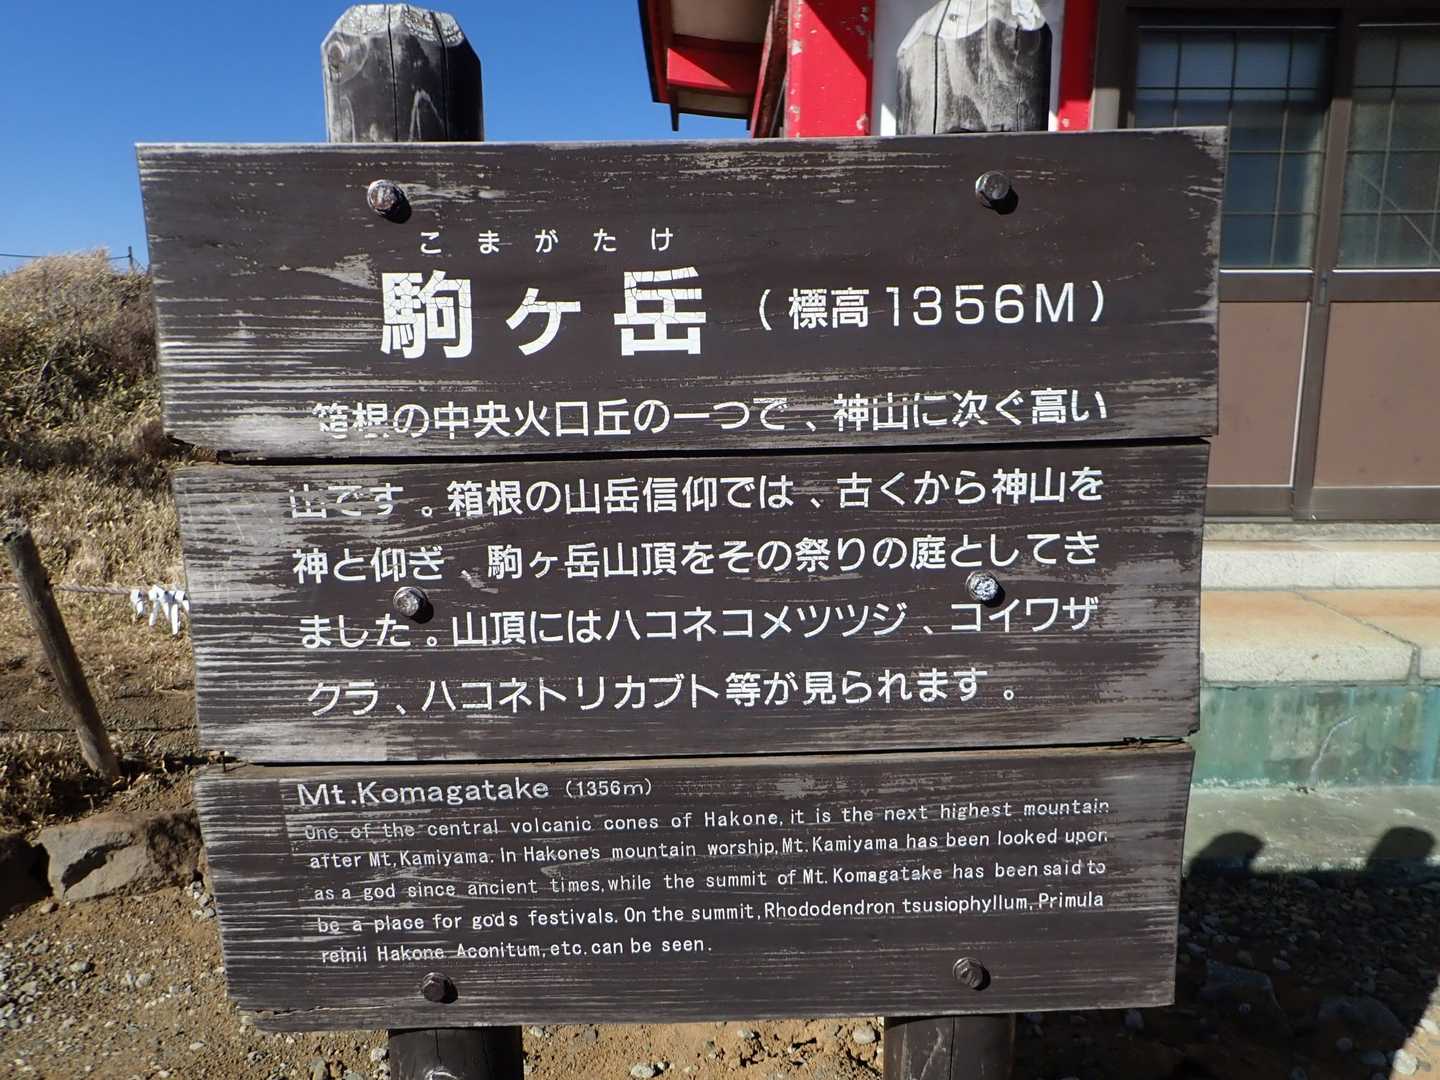 こまがたけ
駒ヶ岳 (標高1356M)
箱根の中央火口丘の一つで、神山に次ぐ高い
山です。箱根の山岳信仰では、古くから神山を
神と仰ぎ、駒ヶ岳山頂をその祭りの庭としてき
ました。山頂にはハコネコメツツジ、コイワザ
クラ、ハコネトリカブト等が見られます。
Mt.Komagatake (1356m)
One of the central volcanic cones of Hakone, it is the next highest mountain
after Mt,Kamiyama. In Hakone's mountain worship, Mt. Kamiyama has been looked upon
as a god since ancient times, while the summit of Mt. Komagatake has been said to
be a place for gods festivals. On the summit, Rhododendron tsusiophyllum, Primula
reinii Hakone Aconitum, etc. can be seen.